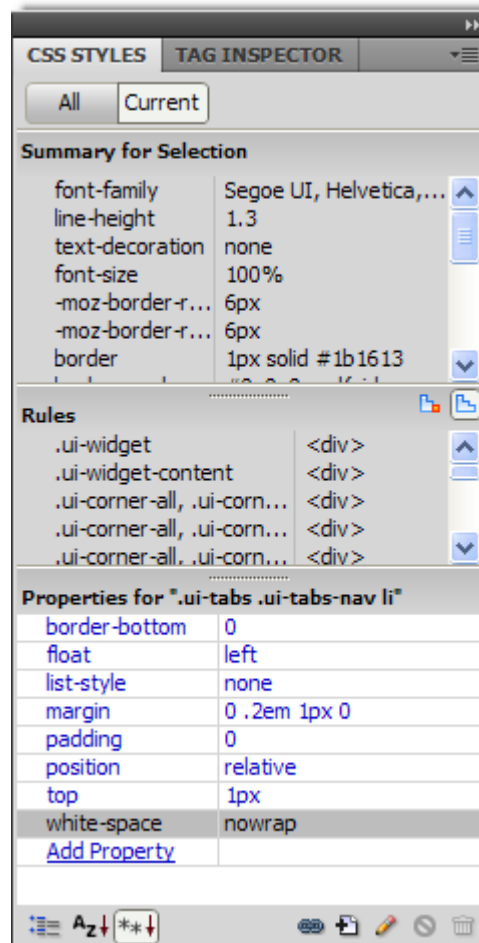 CSS STYLES TAG INSPECTOR
All Current
Summary for Selection
font-family Segoe UI, Helvetica,...
line-height 1.3
text-decoration none
font-size 100%
-moz-border-r... 6px
-moz-border-r... 6px
border 1px solid #1b1613
Rules
.ui-widget <div>
.ui-widget-content <div>
.ui-corner-all, .ui-corn... <div>
.ui-corner-all, .ui-corn... <div>
.ui-corner-all, .ui-corn... <div>
Properties for ".ui-tabs .ui-tabs-nav li"
border-bottom 0
float left
list-style none
margin 0 .2em 1px 0
padding 0
position relative
top 1px
white-space nowrap
Add Property
Az **